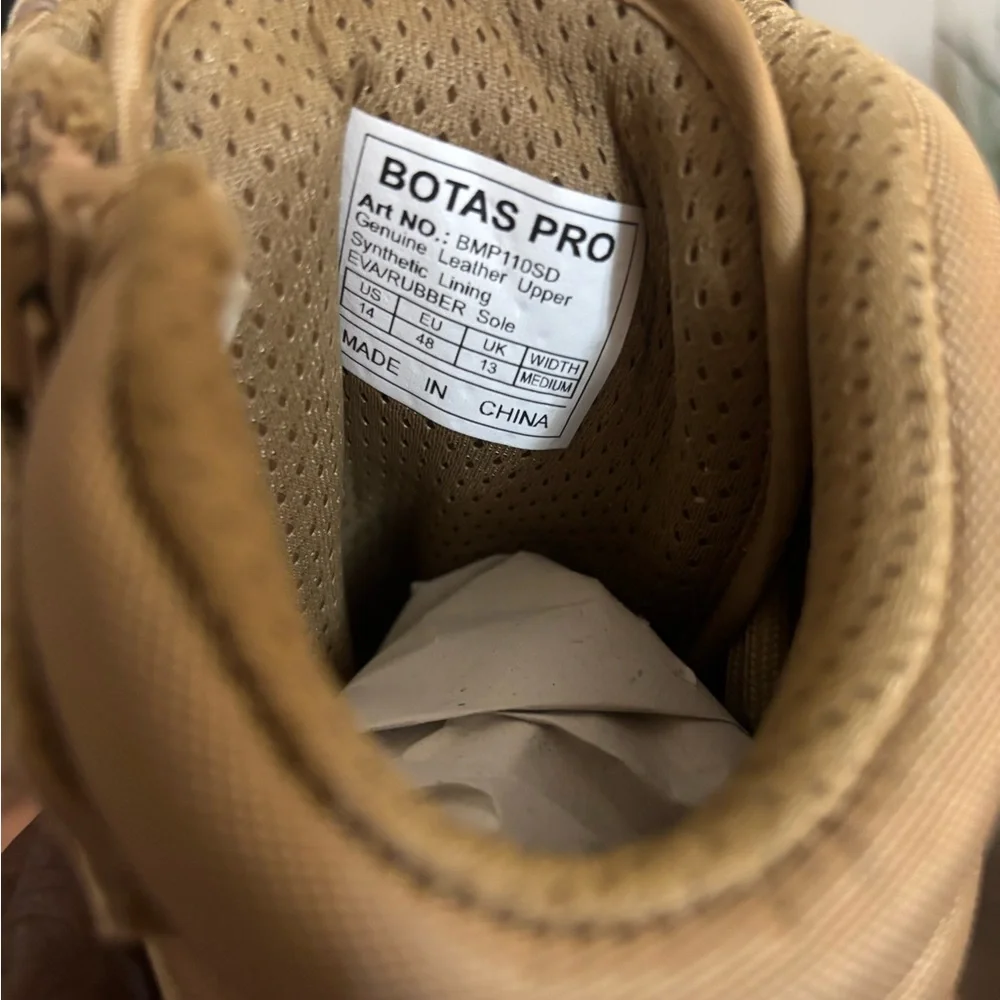 BOTAS PRO
Art NO.: BMP110SD
Genuine Leather Upper
Synthetic Lining
EVA/RUBBER Sole
US EU UK WIDTH
14 48 13 MEDIUM
MADE IN CHINA